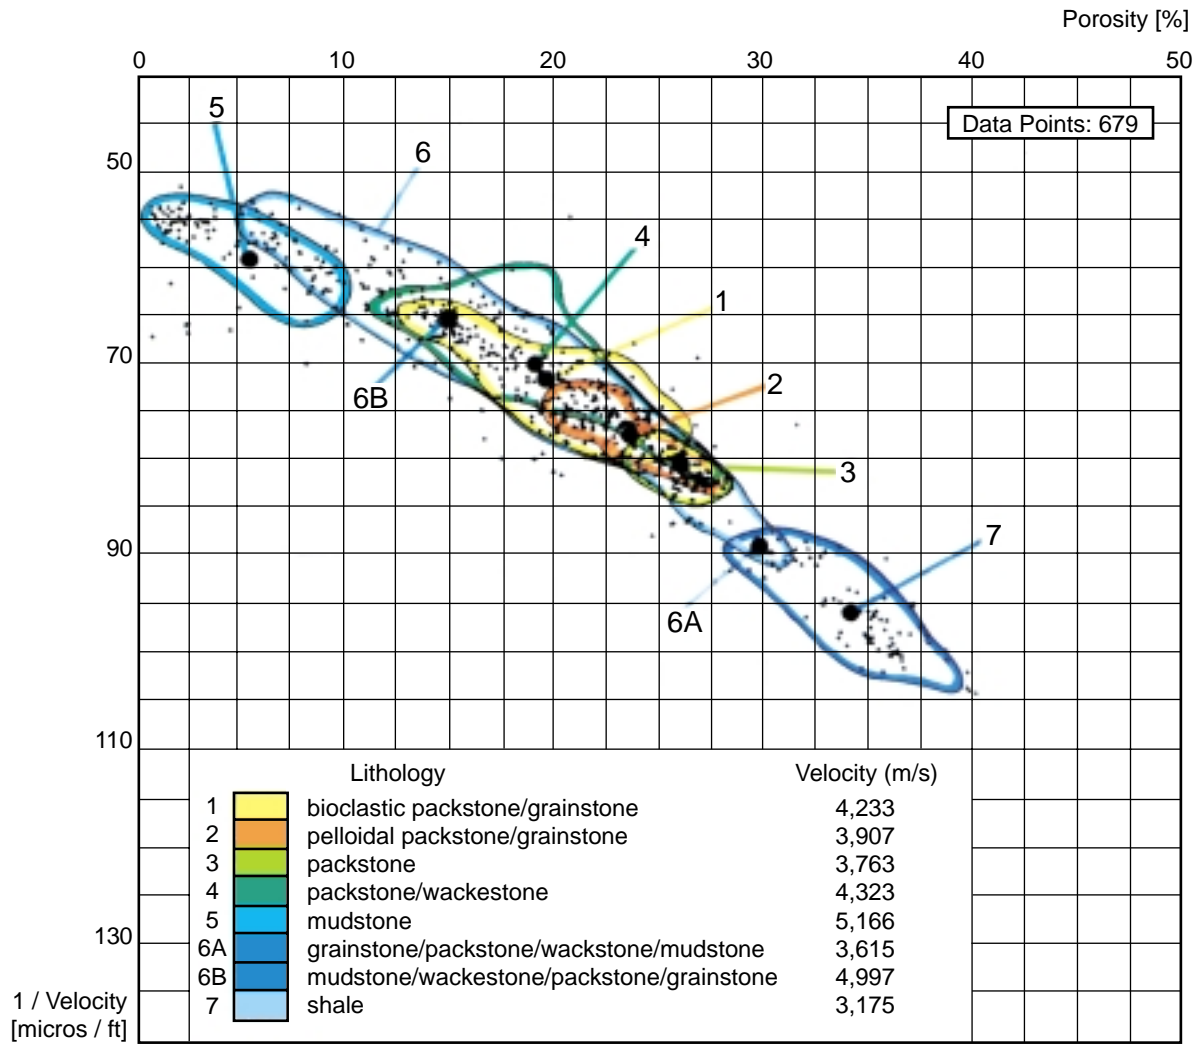 Porosity [%]
0 10 20 30 40 50
Data Points: 679
5
6
50
4
1
70
2
6B
3
90
7
6A
110
Lithology Velocity (m/s)
1 bioclastic packstone/grainstone 4,233
2 pelloidal packstone/grainstone 3,907
3 packstone 3,763
4 packstone/wackestone 4,323
5 mudstone 5,166
130
6A grainstone/packstone/wackstone/mudstone 3,615
6B mudstone/wackestone/packstone/grainstone 4,997
7 shale 3,175
1 / Velocity
[micros / ft]